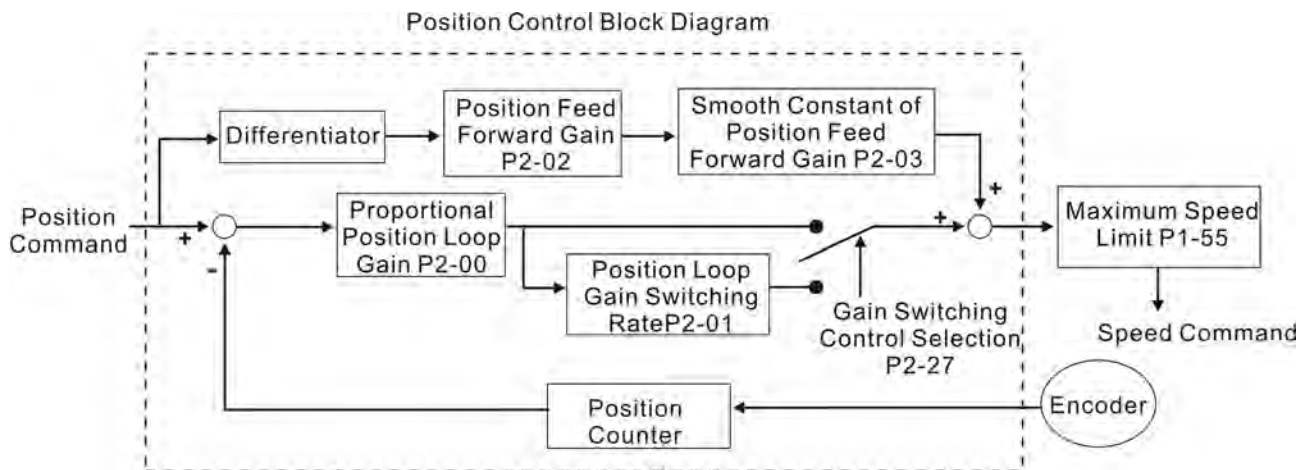 Position Control Block Diagram
Differentiator
Position Feed
Forward Gain
P2-02
Smooth Constant of
Position Feed
Forward Gain P2-03
Position
Command
+
-
Proportional
Position Loop
Gain P2-00
Position Loop
Gain Switching
RateP2-01
Gain Switching
Control Selection
P2-27
+
+
Maximum Speed
Limit P1-55
Speed Command
Position
Counter
Encoder